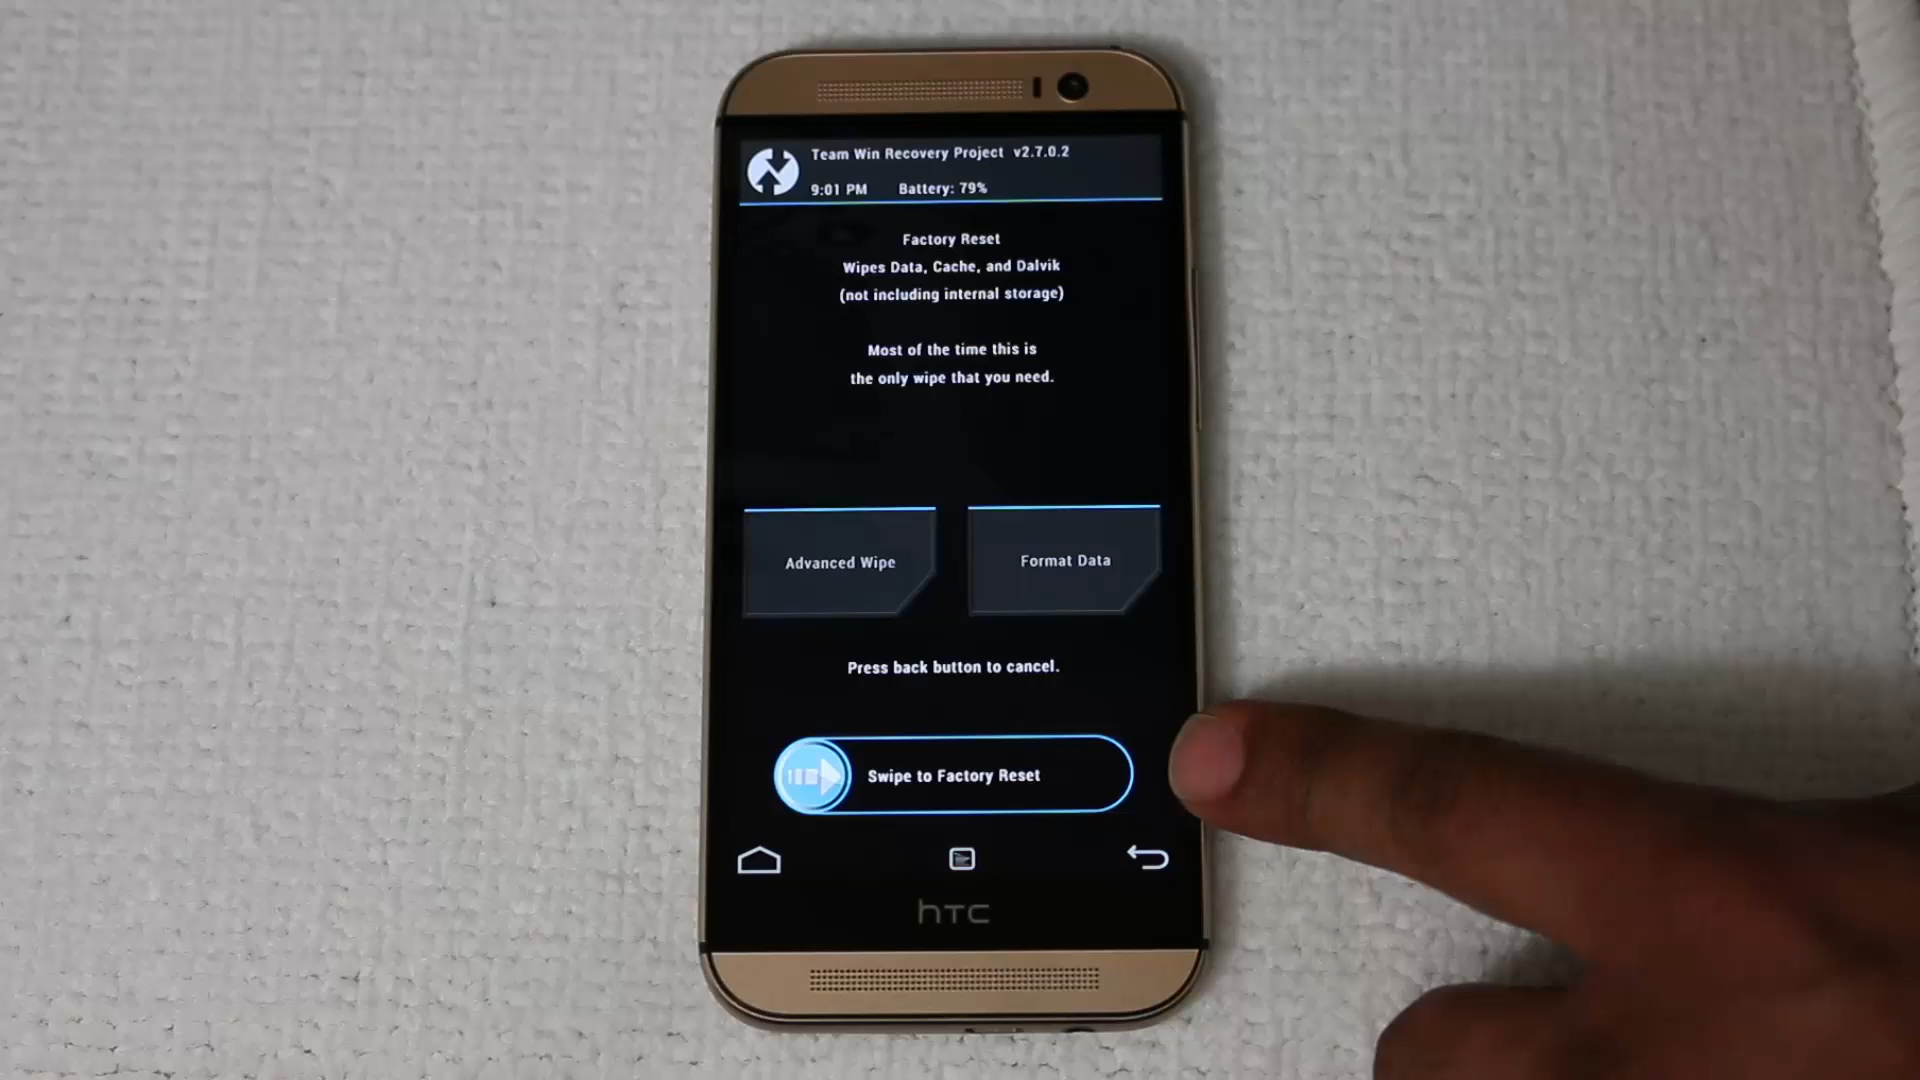 Team Win Recovery Project v2.7.0.2
9:01 PM Battery: 79%
Factory Reset
Wipes Data, Cache, and Dalvik
(not including internal storage)
Most of the time this is
the only wipe that you need.
Advanced Wipe
Format Data
Press back button to cancel.
Swipe to Factory Reset
hTC